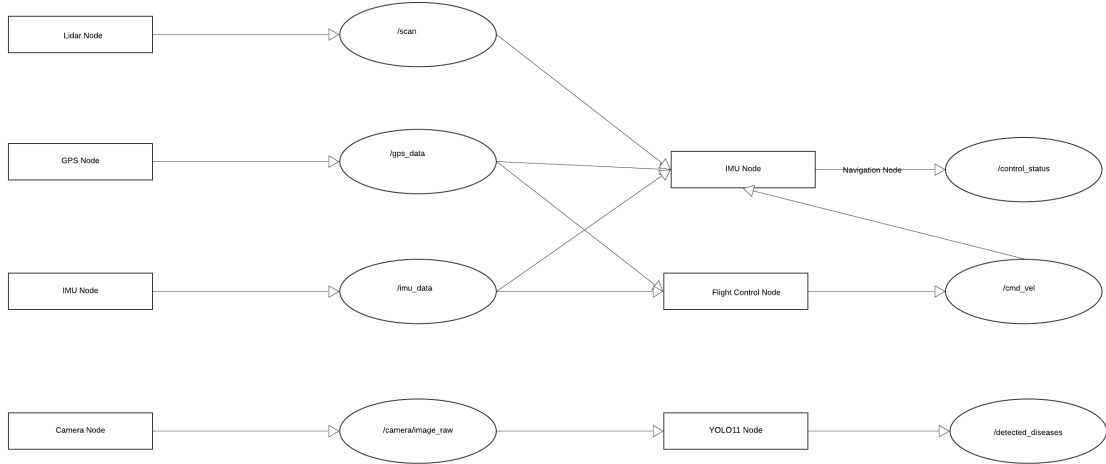 Lidar Node
/scan
GPS Node
/gps_data
IMU Node
Navigation Node
/control_status
IMU Node
/imu_data
Flight Control Node
/cmd_vel
Camera Node
/camera/image_raw
YOLO11 Node
/detected_diseases